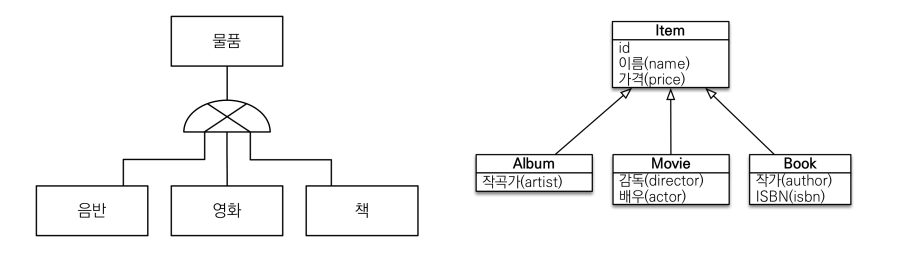 물품
음반
영화
책
Item
id
이름(name)
가격(price)
Album
작곡가(artist)
Movie
감독(director)
배우(actor)
Book
작가(author)
ISBN(isbn)